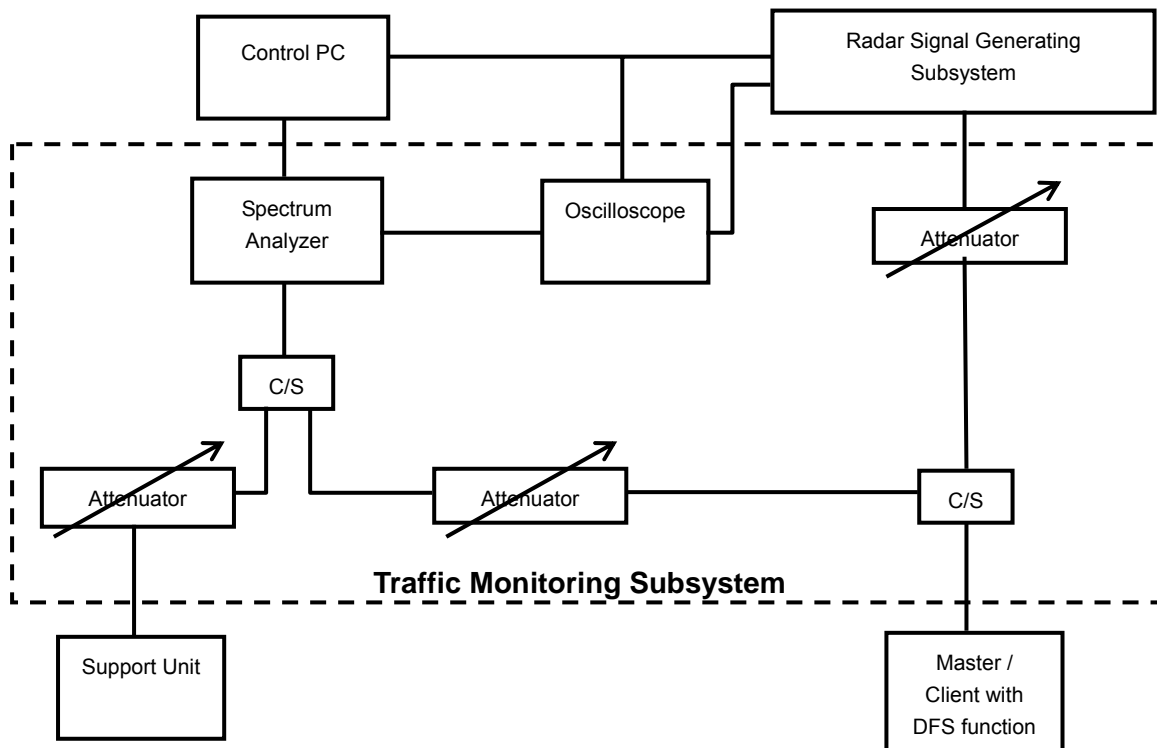 Control PC
Radar Signal Generating
Subsystem
Spectrum
Analyzer
Oscilloscope
Attenuator
C/S
Attenuator
Attenuator
C/S
Traffic Monitoring Subsystem
Support Unit
Master /
Client with
DFS function